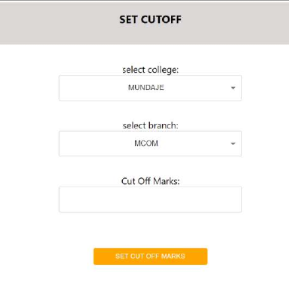 SET CUTOFF
select college:
MUNDAJE
select branch:
MCOM
Cut Off Marks:
SET CUT OFF MARKS